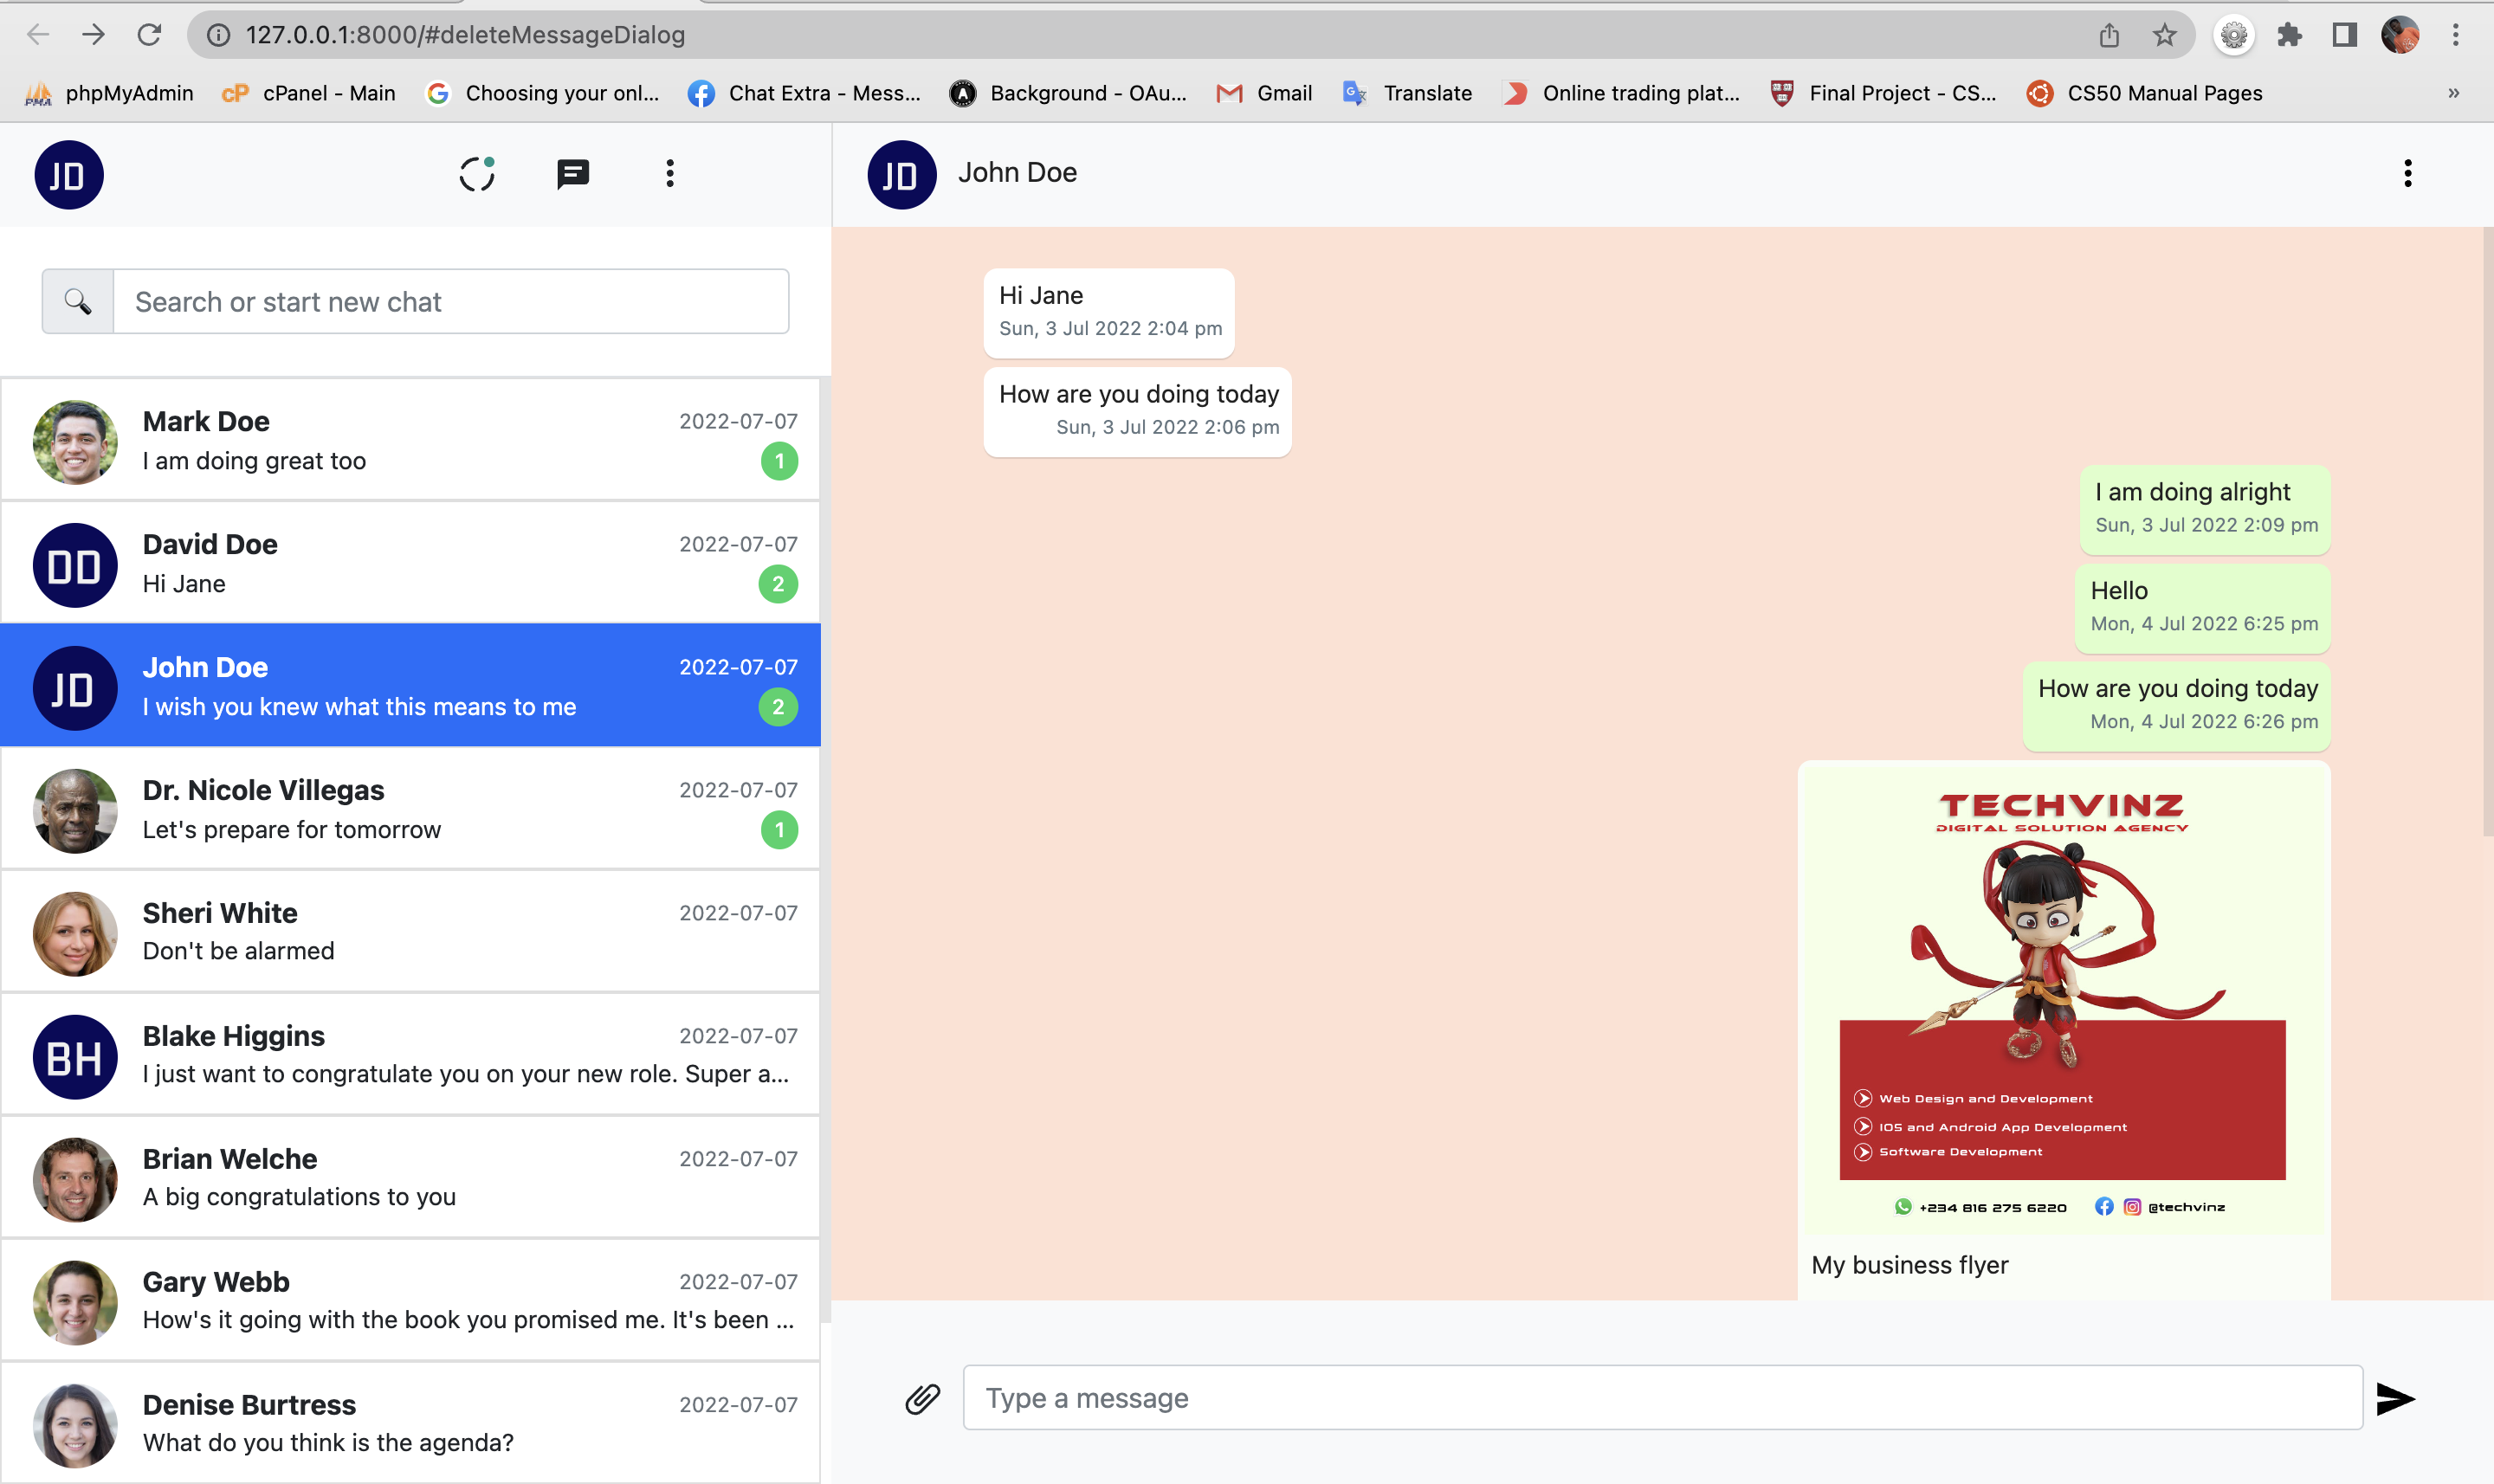 127.0.0.1:8000/#deleteMessageDialog
phpMyAdmin
cP cPanel - Main
Choosing your onl...
Chat Extra - Mess...
Background - OAu...
Gmail
Translate
Online trading plat...
Final Project - CS...
CS50 Manual Pages
»
JD
JD John Doe
Search or start new chat
Mark Doe 2022-07-07
I am doing great too 1
DD
David Doe 2022-07-07
Hi Jane 2
JD
John Doe 2022-07-07
I wish you knew what this means to me 2
Dr. Nicole Villegas 2022-07-07
Let's prepare for tomorrow 1
Sheri White 2022-07-07
Don't be alarmed
BH
Blake Higgins 2022-07-07
I just want to congratulate you on your new role. Super a...
Brian Welche 2022-07-07
A big congratulations to you
Gary Webb 2022-07-07
How's it going with the book you promised me. It's been ...
Denise Burtress 2022-07-07
What do you think is the agenda?
Hi Jane
Sun, 3 Jul 2022 2:04 pm
How are you doing today
Sun, 3 Jul 2022 2:06 pm
I am doing alright
Sun, 3 Jul 2022 2:09 pm
Hello
Mon, 4 Jul 2022 6:25 pm
How are you doing today
Mon, 4 Jul 2022 6:26 pm
TECHVINZ
DIGITAL SOLUTION AGENCY
Web Design and Development
IOS and Android App Development
Software Development
+234 816 275 6220 @techvinz
My business flyer
Type a message